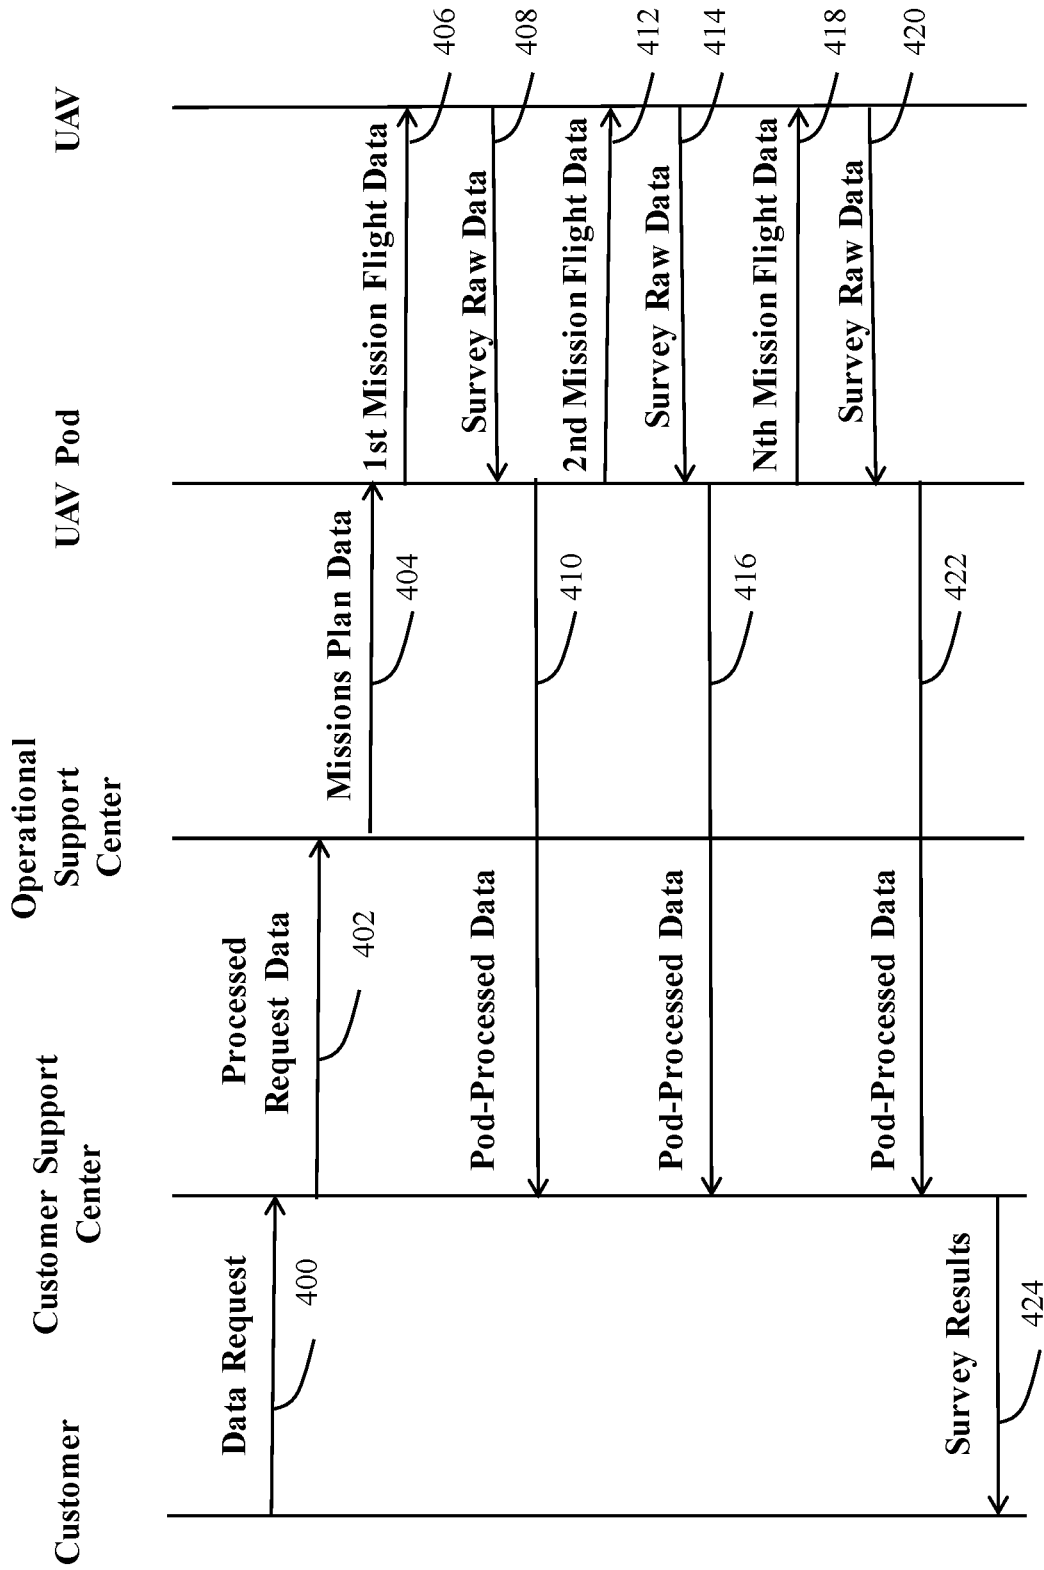 Customer
Customer Support
Center
Operational
Support
Center
UAV Pod
UAV
Data Request
400
Processed
Request Data
402
Missions Plan Data
404
1st Mission Flight Data
406
Survey Raw Data
408
Pod-Processed Data
410
2nd Mission Flight Data
412
Survey Raw Data
414
Pod-Processed Data
416
Nth Mission Flight Data
418
Survey Raw Data
420
Pod-Processed Data
422
Survey Results
424